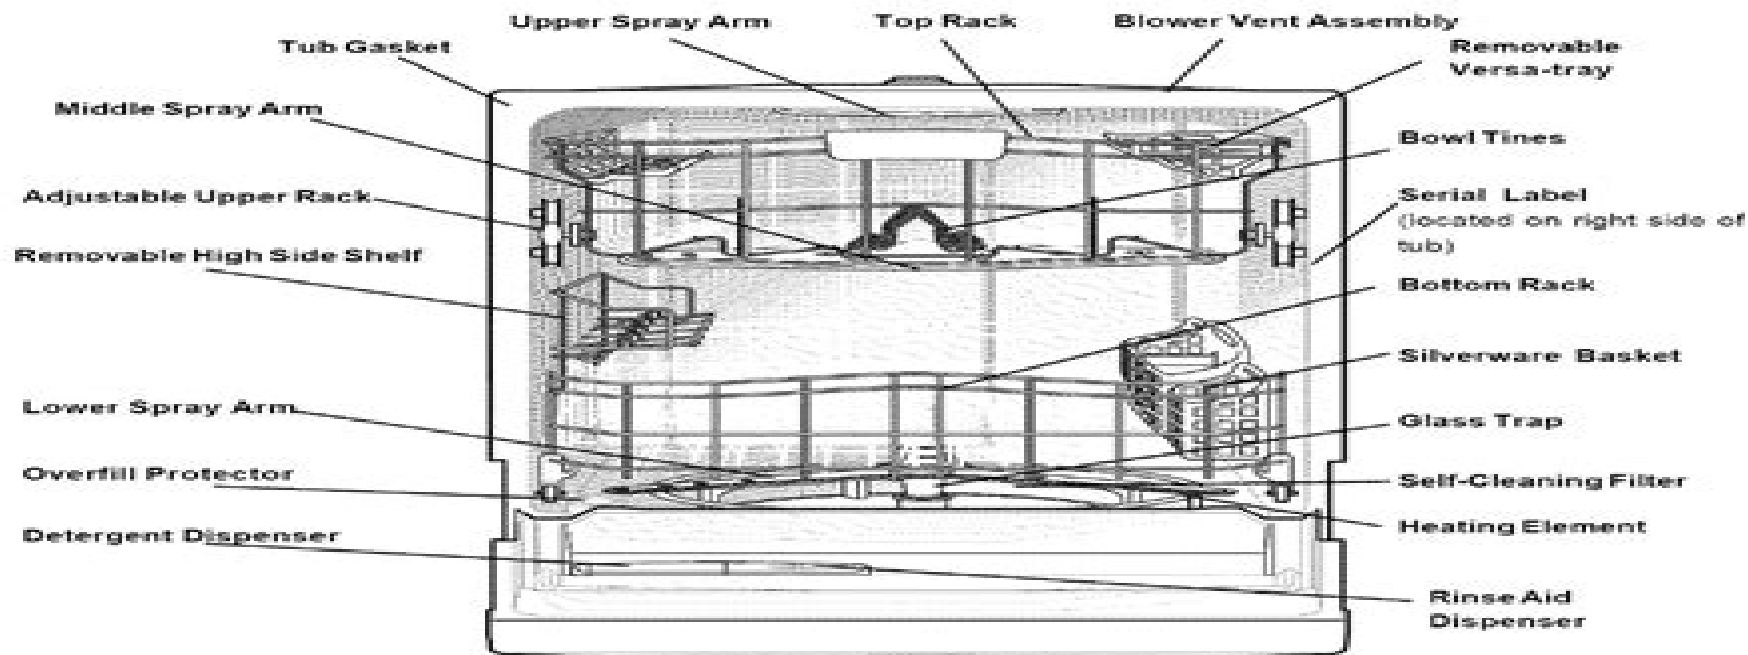 Upper Spray Arm
Top Rack
Blower Vent Assembly
Tub Gasket
Removable
Versa-tray
Middle Spray Arm
Bowl Tines
Adjustable Upper Rack
Serial Label
(located on right side of
tub)
Removable High Side Shelf
Bottom Rack
Silverware Basket
Lower Spray Arm
Glass Trap
Overfill Protector
Self-Cleaning Filter
Heating Element
Detergent Dispenser
Rinse Aid
Dispenser